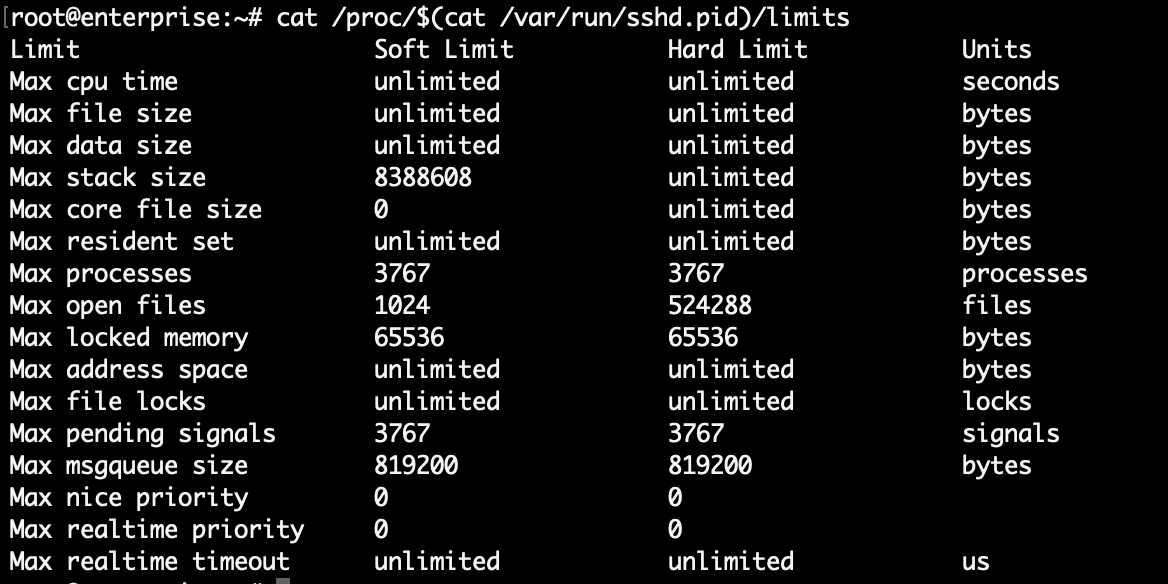 [root@enterprise:~# cat /proc/$(cat /var/run/sshd.pid)/limits
Limit                     Soft Limit           Hard Limit           Units
Max cpu time              unlimited            unlimited            seconds
Max file size             unlimited            unlimited            bytes
Max data size             unlimited            unlimited            bytes
Max stack size            8388608              unlimited            bytes
Max core file size        0                    unlimited            bytes
Max resident set          unlimited            unlimited            bytes
Max processes             3767                 3767                 processes
Max open files            1024                 524288               files
Max locked memory         65536                65536                bytes
Max address space         unlimited            unlimited            bytes
Max file locks            unlimited            unlimited            locks
Max pending signals       3767                 3767                 signals
Max msgqueue size         819200               819200               bytes
Max nice priority         0                    0
Max realtime priority     0                    0
Max realtime timeout      unlimited            unlimited            us